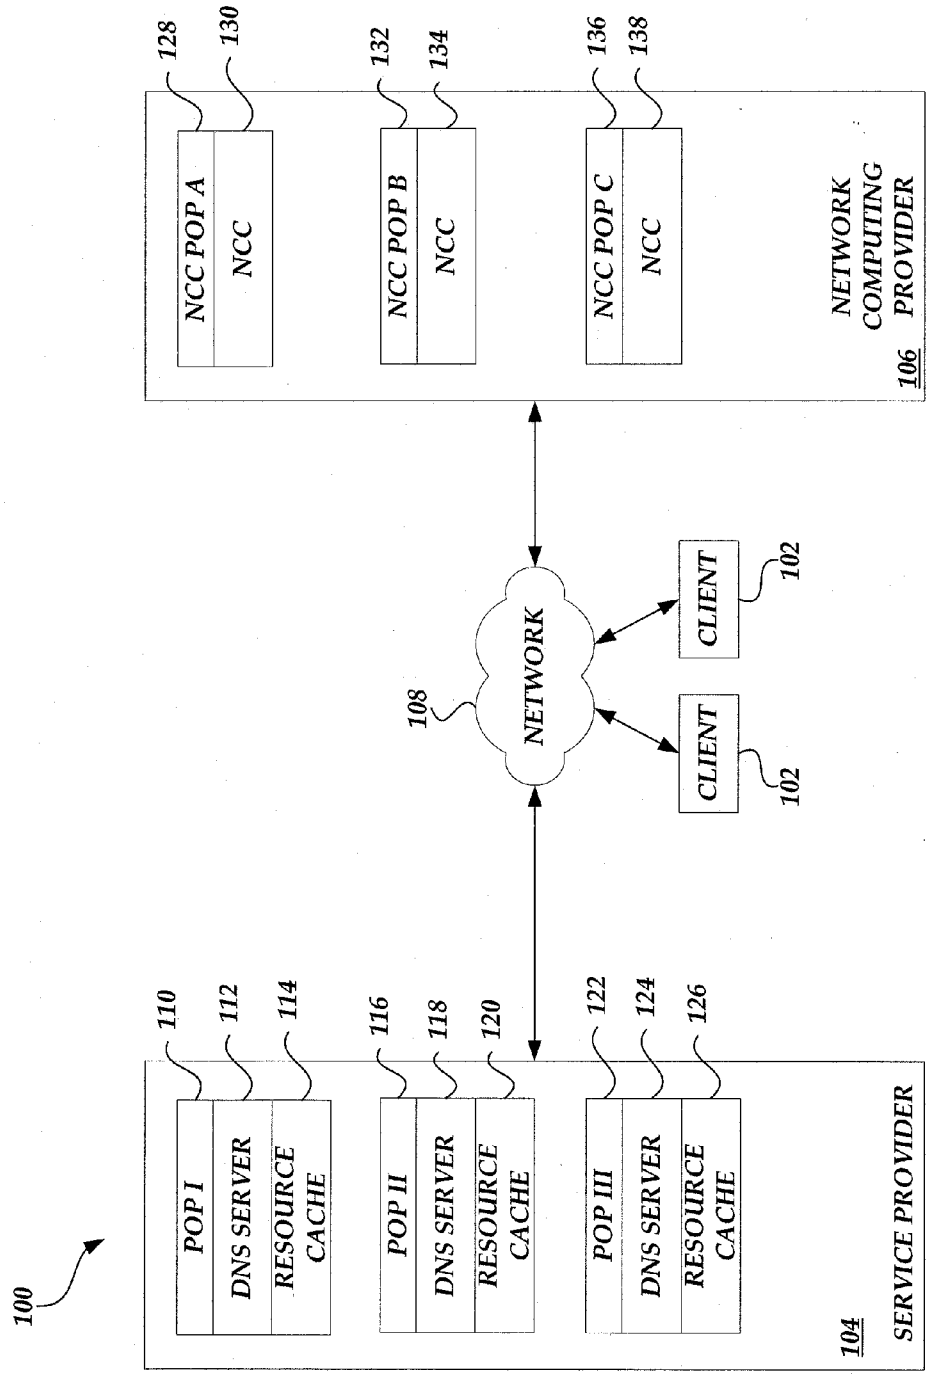 100
POP I
DNS SERVER
RESOURCE
CACHE
110
112
114
POP II
DNS SERVER
RESOURCE
CACHE
116
118
120
POP III
DNS SERVER
RESOURCE
CACHE
122
124
126
104
SERVICE PROVIDER
108
NETWORK
CLIENT
102
CLIENT
102
NCC POP A
NCC
128
130
NCC POP B
NCC
132
134
NCC POP C
NCC
136
138
106
NETWORK
COMPUTING
PROVIDER